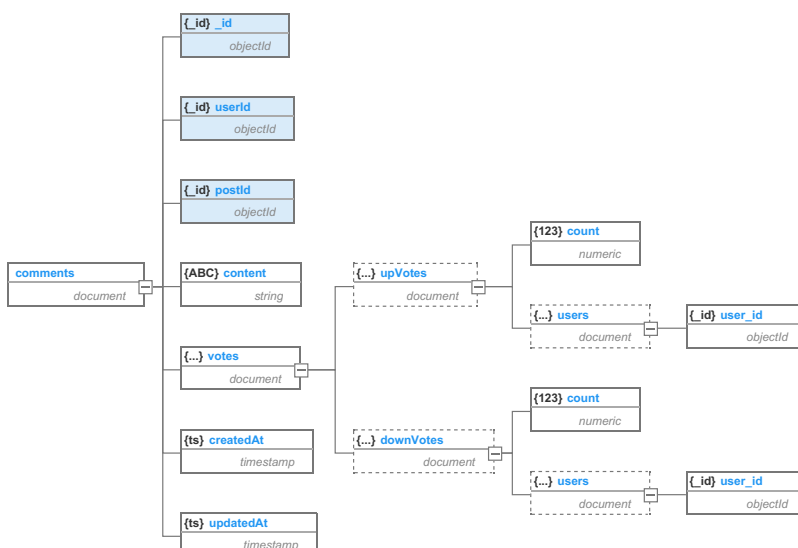 {_id} _id
objectId
{_id} userId
objectId
{_id} postId
objectId
comments
document
{ABC} content
string
{...} votes
document
{ts} createdAt
timestamp
{ts} updatedAt
timestamp
{...} upVotes
document
{123} count
numeric
{...} users
document
{_id} user_id
objectId
{...} downVotes
document
{123} count
numeric
{...} users
document
{_id} user_id
objectId